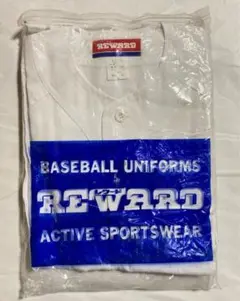 REWARD
BASEBALL UNIFORMS
&
REWARD
ACTIVE SPORTSWEAR